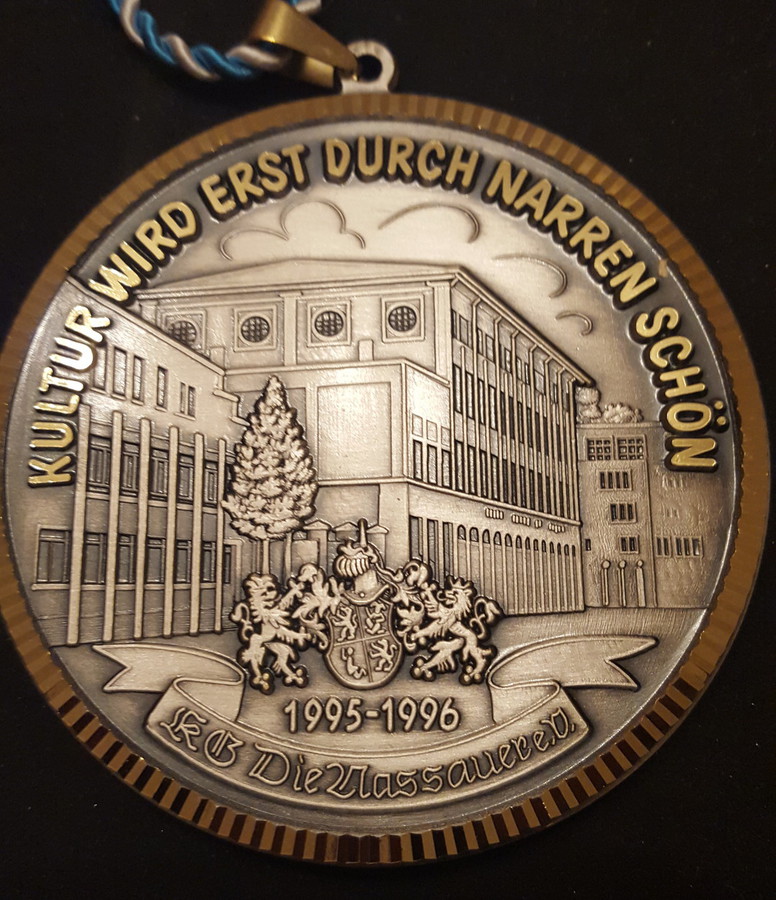 KULTUR WIRD ERST DURCH NARREN SCHÖN
1995-1996
KG Die Nassauer e.V.